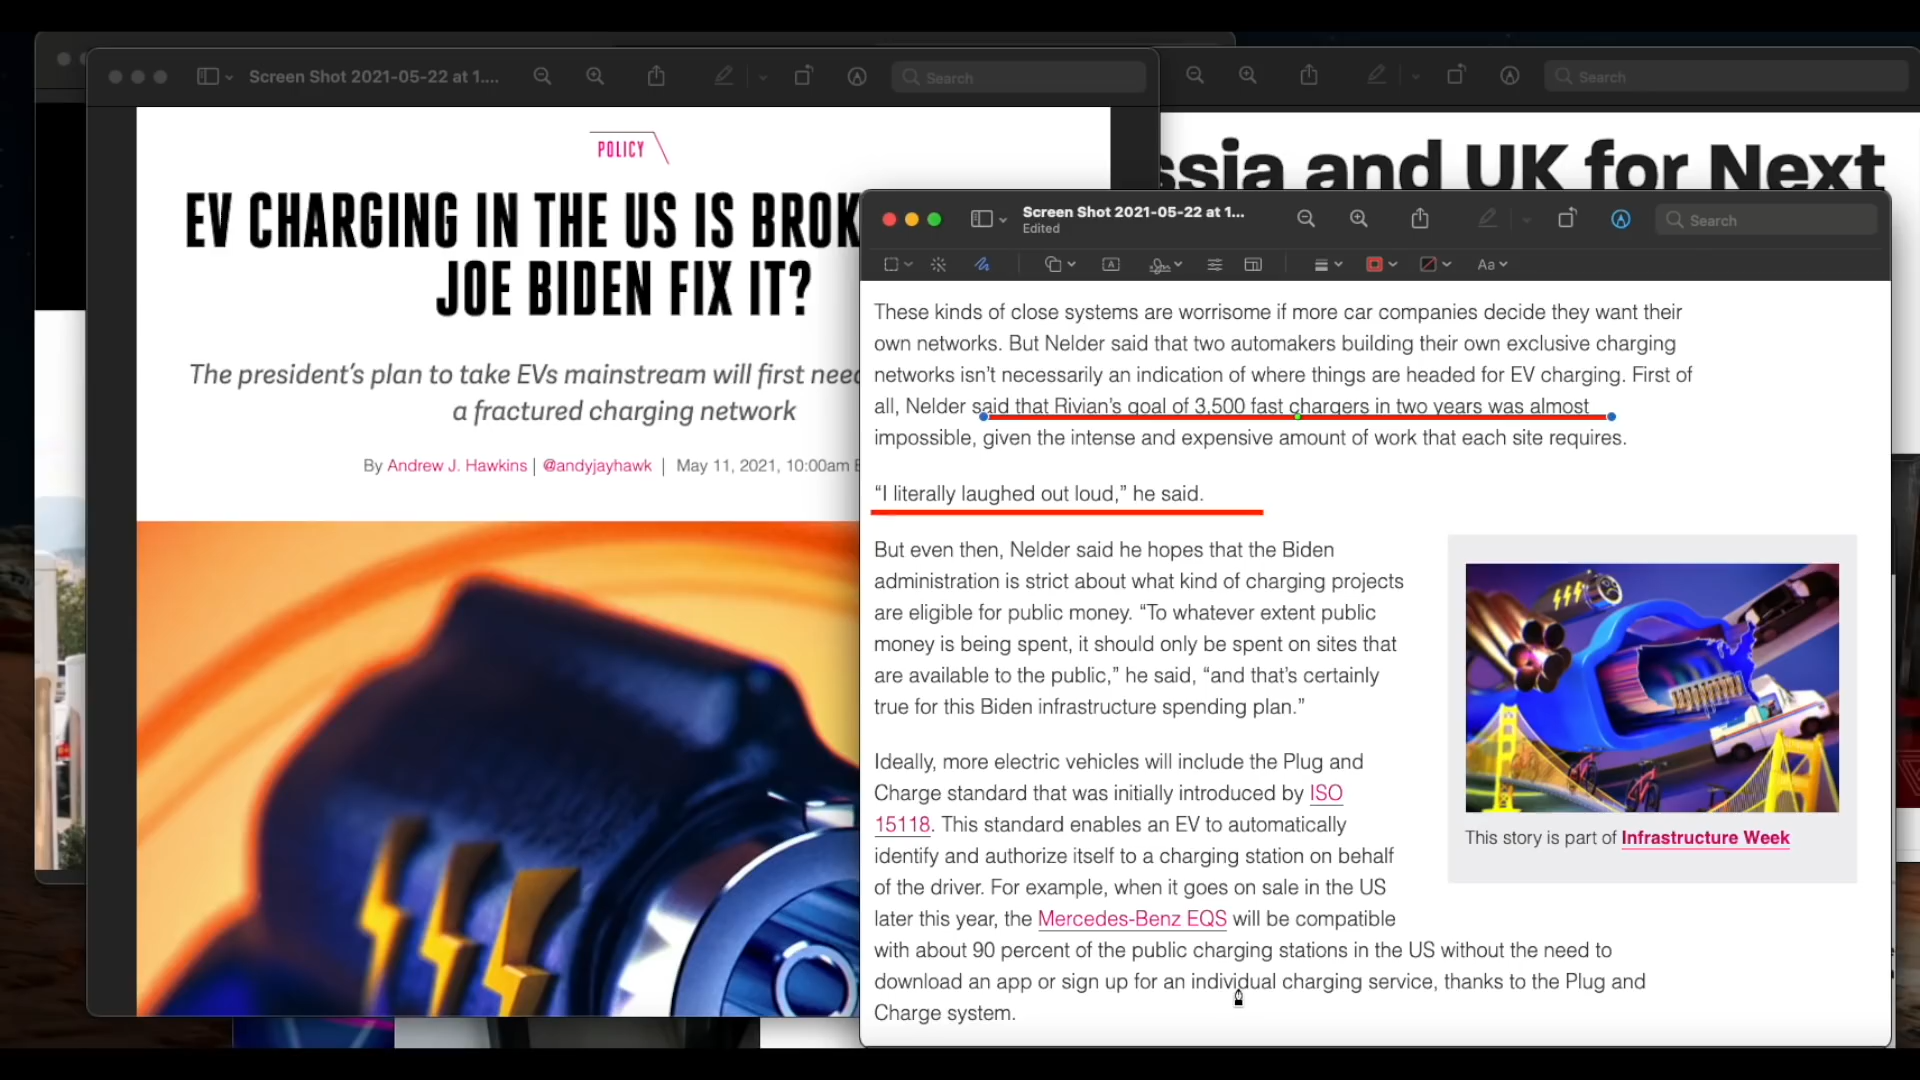 Screen Shot 2021-05-22 at 1....
Search
Search
POLICY
EV CHARGING IN THE US IS
JOE BIDEN FIX IT?
The president's plan to take EVs mainstream will first
a fractured charging network
By Andrew J. Hawkins | @andyjayhawk | May 11, 2021, 10:00am
and UK for Next
Screen Shot 2021-05-22 at 1...
Edited
Search
Aa
These kinds of close systems are worrisome if more car companies decide they want their
own networks. But Nelder said that two automakers building their own exclusive charging
networks isn't necessarily an indication of where things are headed for EV charging. First of
all, Nelder said that Rivian's goal of 3,500 fast chargers in two years was almost
impossible, given the intense and expensive amount of work that each site requires.
“I literally laughed out loud,” he said.
But even then, Nelder said he hopes that the Biden
administration is strict about what kind of charging projects
are eligible for public money. “To whatever extent public
money is being spent, it should only be spent on sites that
are available to the public,” he said, “and that's certainly
true for this Biden infrastructure spending plan.”
Ideally, more electric vehicles will include the Plug and
Charge standard that was initially introduced by ISO
15118. This standard enables an EV to automatically
identify and authorize itself to a charging station on behalf
of the driver. For example, when it goes on sale in the US
later this year, the Mercedes-Benz EQS will be compatible
with about 90 percent of the public charging stations in the US without the need to
download an app or sign up for an individual charging service, thanks to the Plug and
Charge system.
This story is part of Infrastructure Week